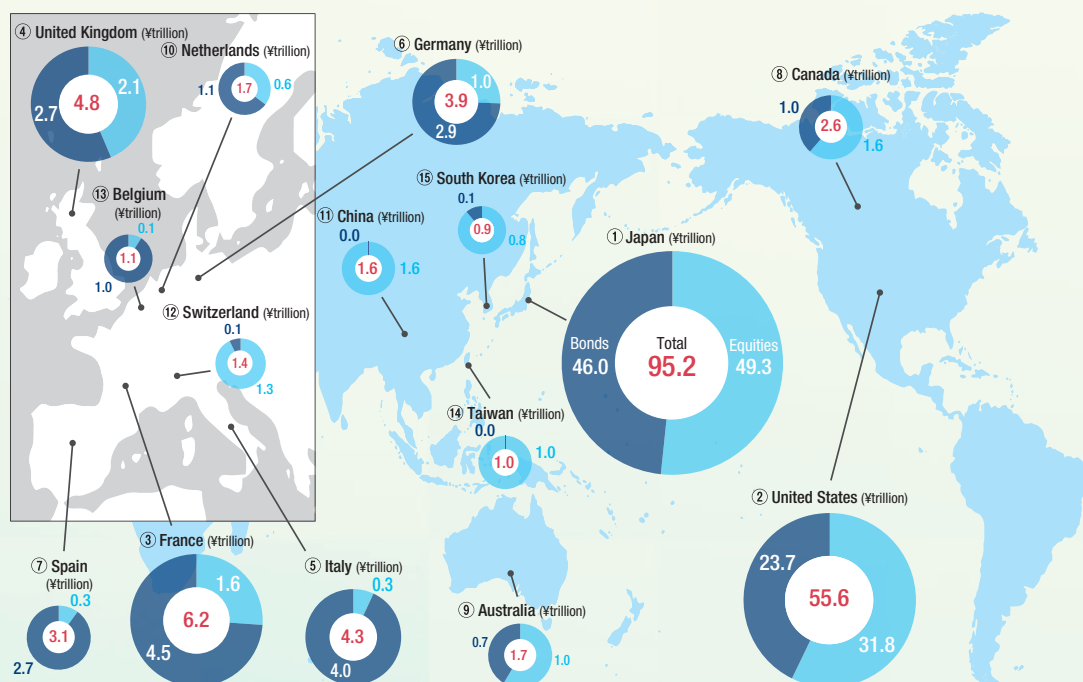 ④ United Kingdom (¥trillion)
4.8
2.1
2.7
⑩ Netherlands (¥trillion)
1.1
1.7
0.6
⑥ Germany (¥trillion)
1.0
3.9
2.9
⑧ Canada (¥trillion)
1.0
2.6
1.6
⑬ Belgium
(¥trillion)
0.1
1.1
1.0
⑮ South Korea (¥trillion)
0.1
0.9
0.8
⑪ China (¥trillion)
0.0
1.6
1.6
① Japan (¥trillion)
Bonds
46.0
Total
95.2
Equities
49.3
⑫ Switzerland (¥trillion)
0.1
1.4
1.3
⑭ Taiwan (¥trillion)
0.0
1.0
1.0
② United States (¥trillion)
23.7
55.6
31.8
⑦ Spain
(¥trillion)
0.3
3.1
2.7
③ France (¥trillion)
1.6
6.2
4.5
⑤ Italy (¥trillion)
0.3
4.3
4.0
⑨ Australia (¥trillion)
0.7
1.7
1.0